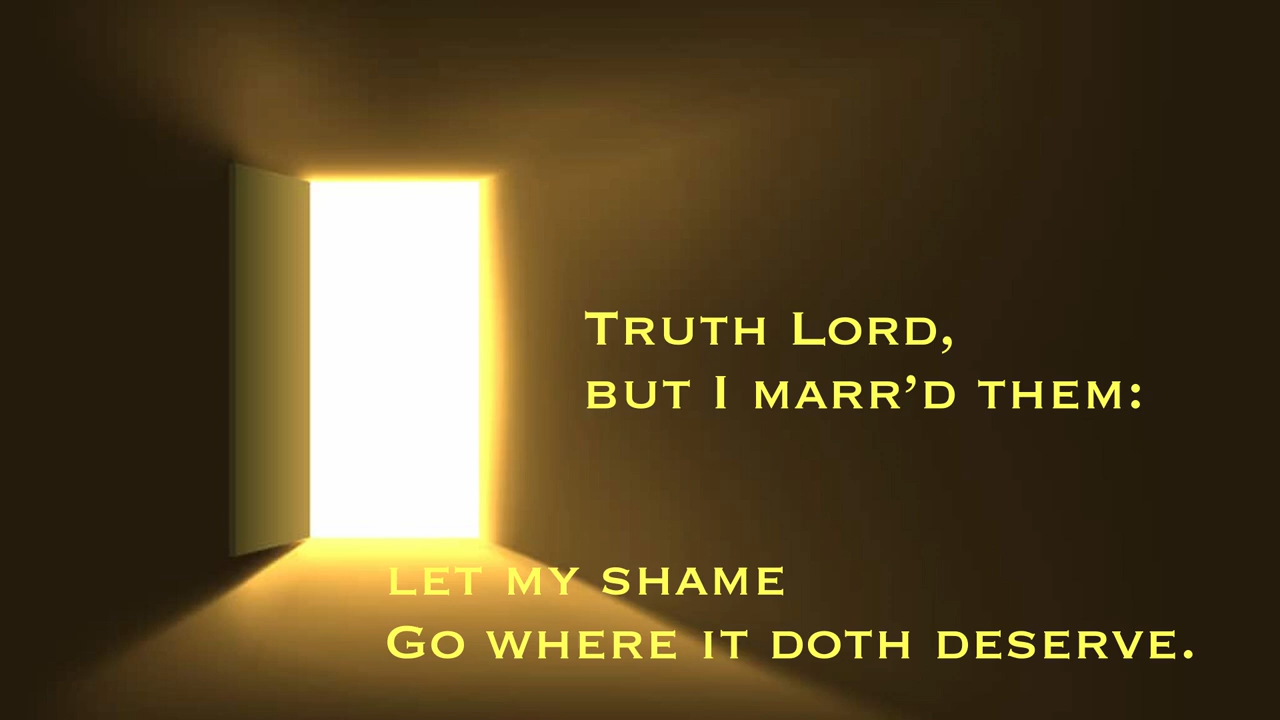 Truth Lord,
but I marr’d them:
let my shame
Go where it doth deserve.